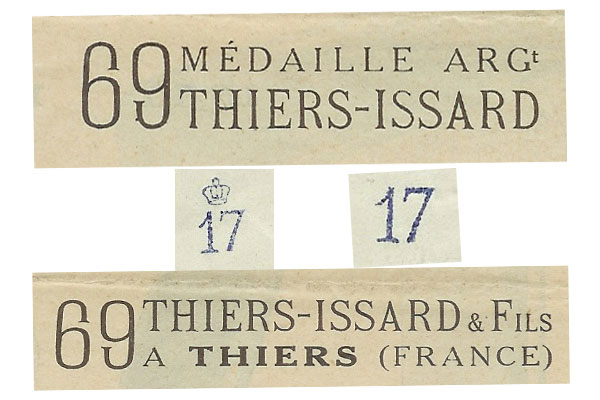 69 MÉDAILLE ARGt
THIERS-ISSARD
17
17
69 THIERS-ISSARD & FILS
A THIERS (FRANCE)